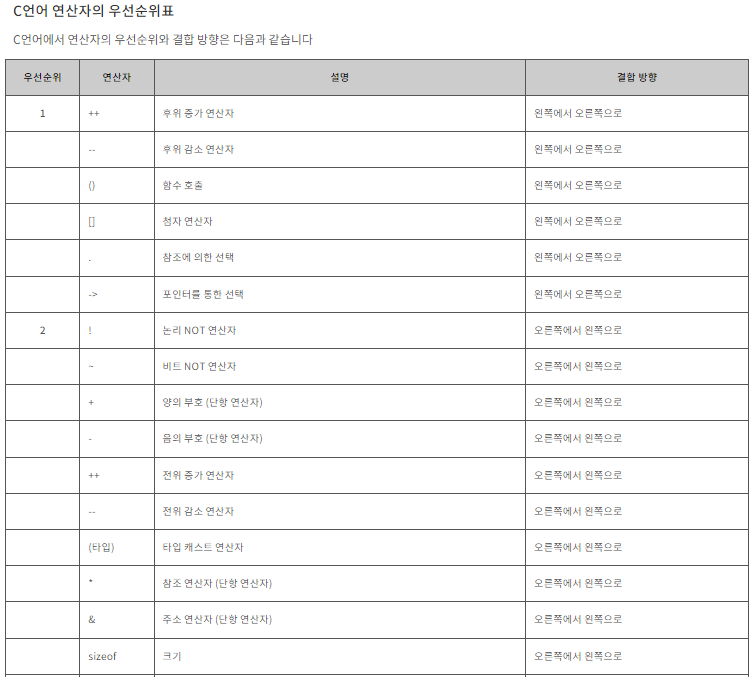 C언어 연산자의 우선순위표
C언어에서 연산자의 우선순위와 결합 방향은 다음과 같습니다
우선순위 연산자 설명 결합 방향
1 ++ 후위 증가 연산자 왼쪽에서 오른쪽으로
-- 후위 감소 연산자 왼쪽에서 오른쪽으로
() 함수 호출 왼쪽에서 오른쪽으로
[] 첨자 연산자 왼쪽에서 오른쪽으로
. 참조에 의한 선택 왼쪽에서 오른쪽으로
-> 포인터를 통한 선택 왼쪽에서 오른쪽으로
2 ! 논리 NOT 연산자 오른쪽에서 왼쪽으로
~ 비트 NOT 연산자 오른쪽에서 왼쪽으로
+ 양의 부호 (단항 연산자) 오른쪽에서 왼쪽으로
- 음의 부호 (단항 연산자) 오른쪽에서 왼쪽으로
++ 전위 증가 연산자 오른쪽에서 왼쪽으로
-- 전위 감소 연산자 오른쪽에서 왼쪽으로
(타입) 타입 캐스트 연산자 오른쪽에서 왼쪽으로
* 참조 연산자 (단항 연산자) 오른쪽에서 왼쪽으로
& 주소 연산자 (단항 연산자) 오른쪽에서 왼쪽으로
sizeof 크기 오른쪽에서 왼쪽으로